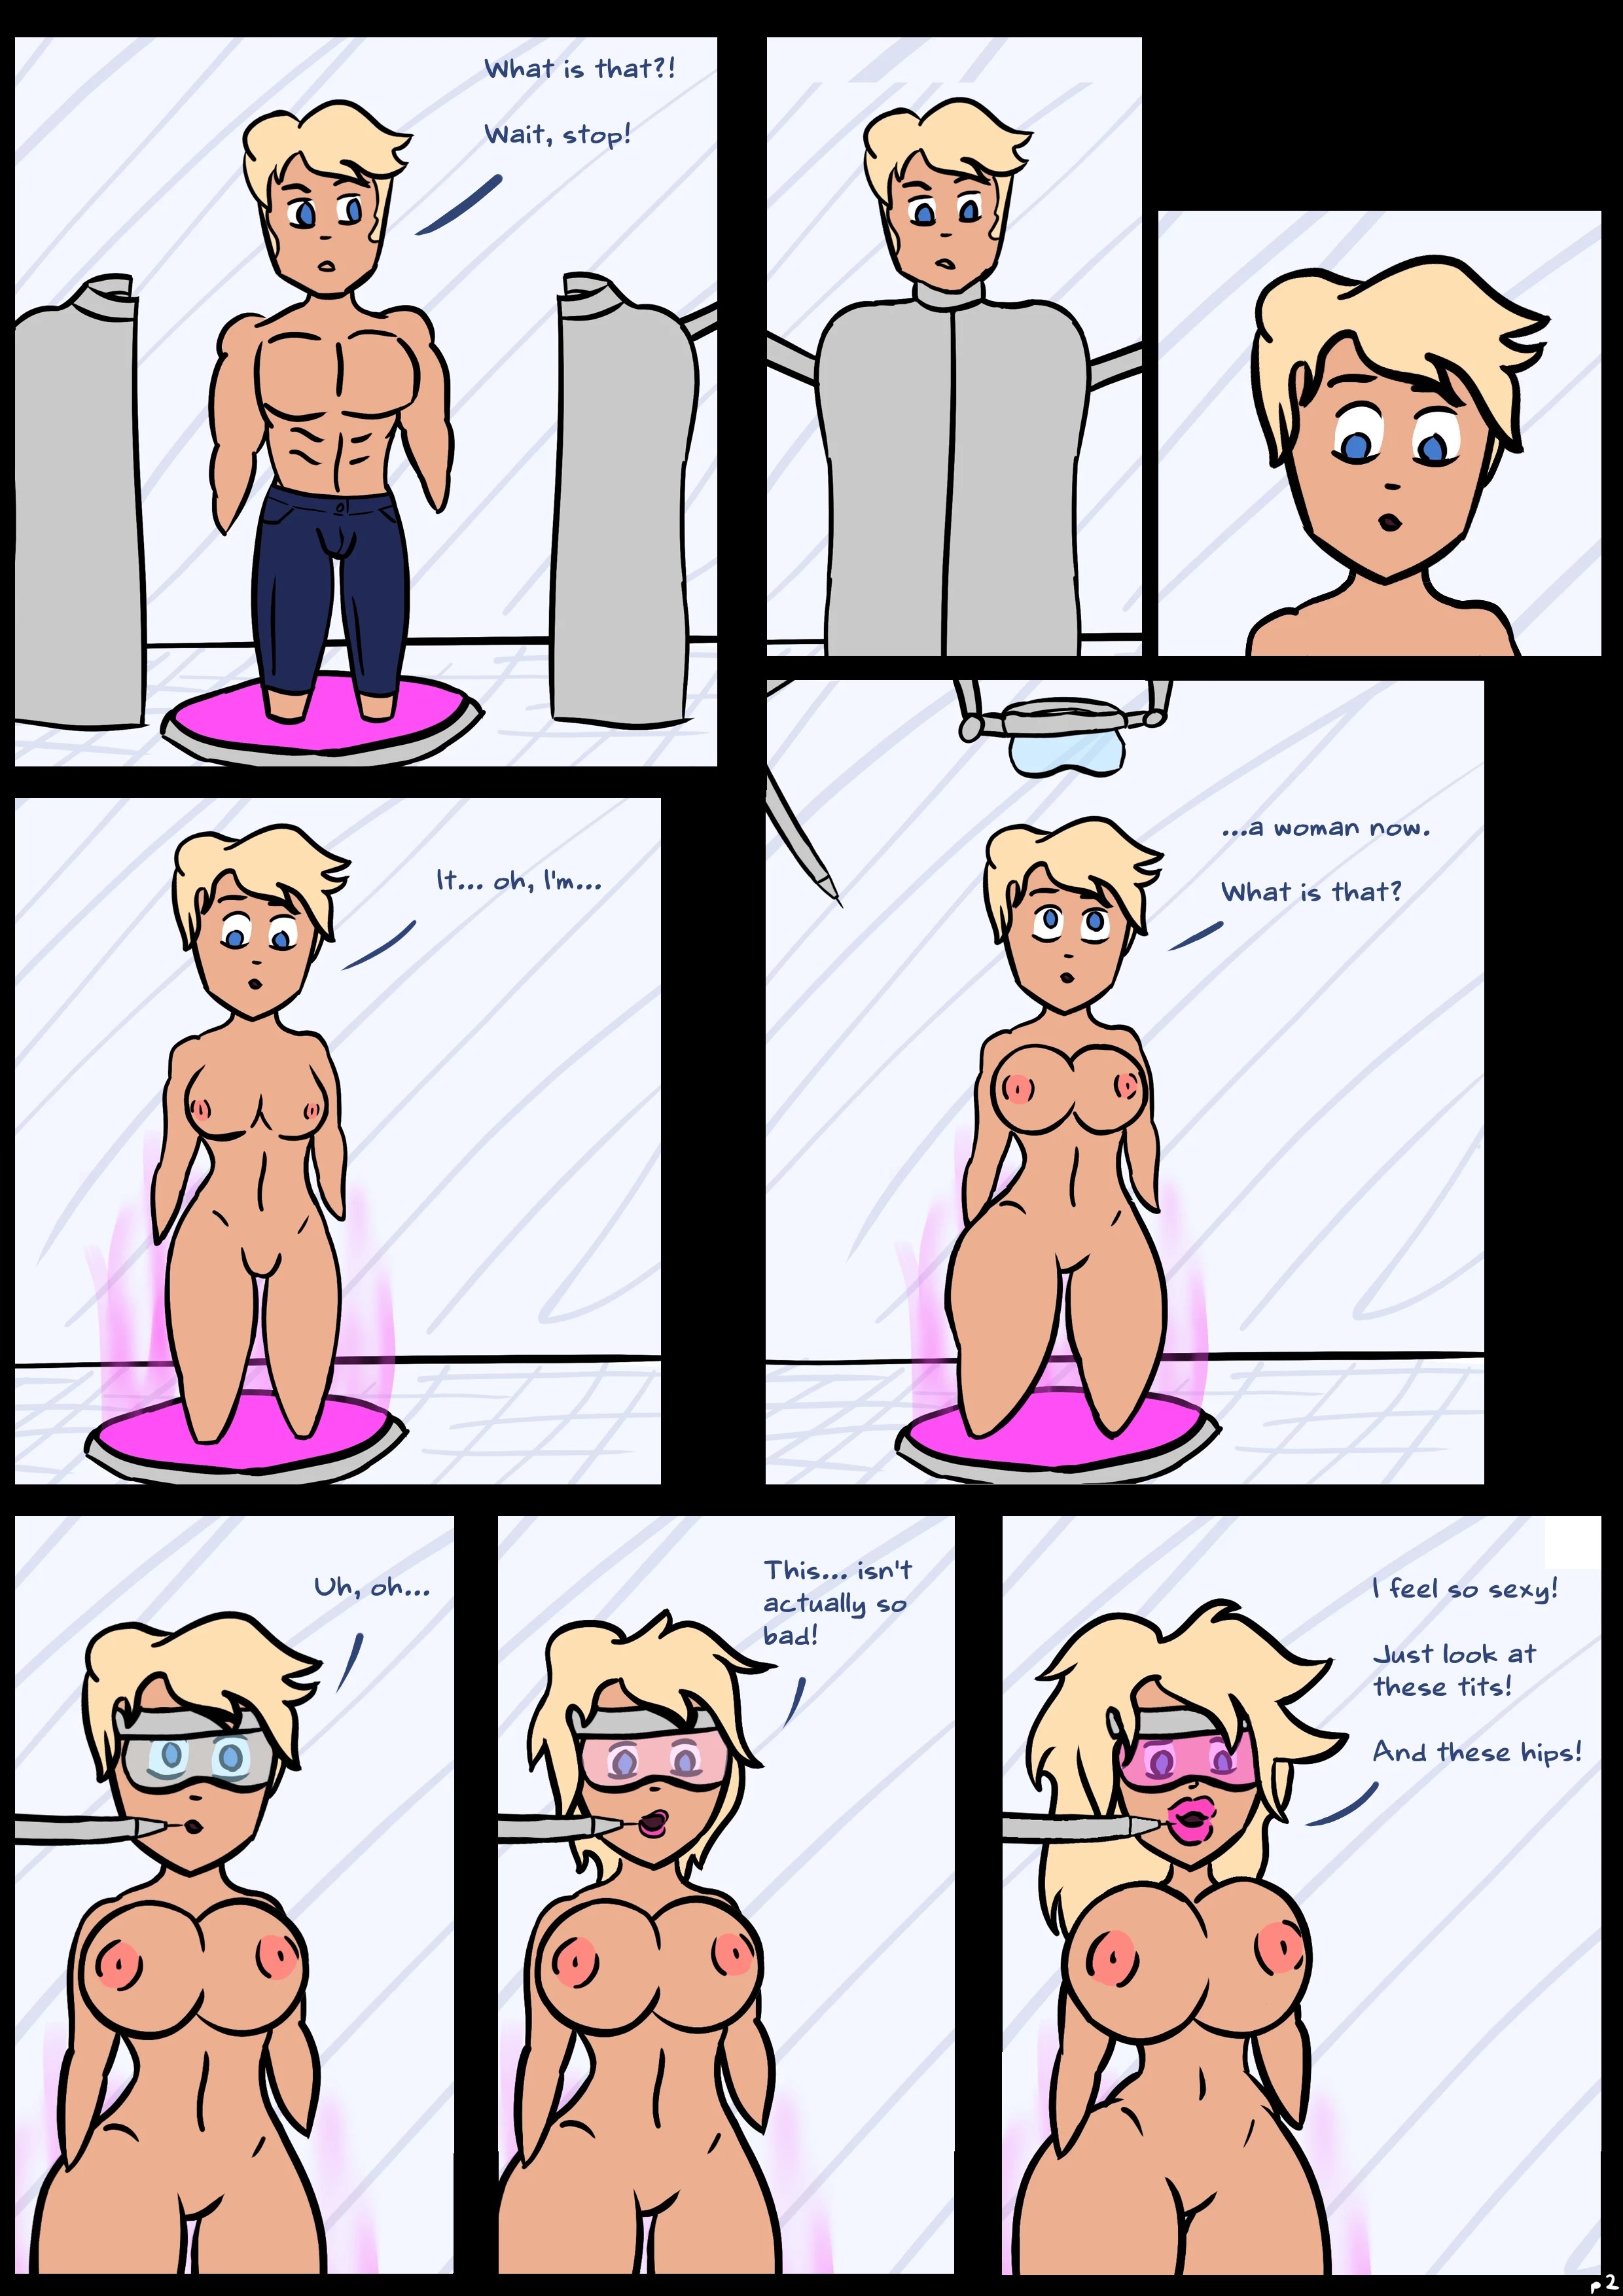 What is that?!
Wait, stop!
It... oh, I'm...
...a woman now.
What is that?
Uh, oh...
This... isn't
actually so
bad!
I feel so sexy!
Just look at
these tits!
And these hips!
p2